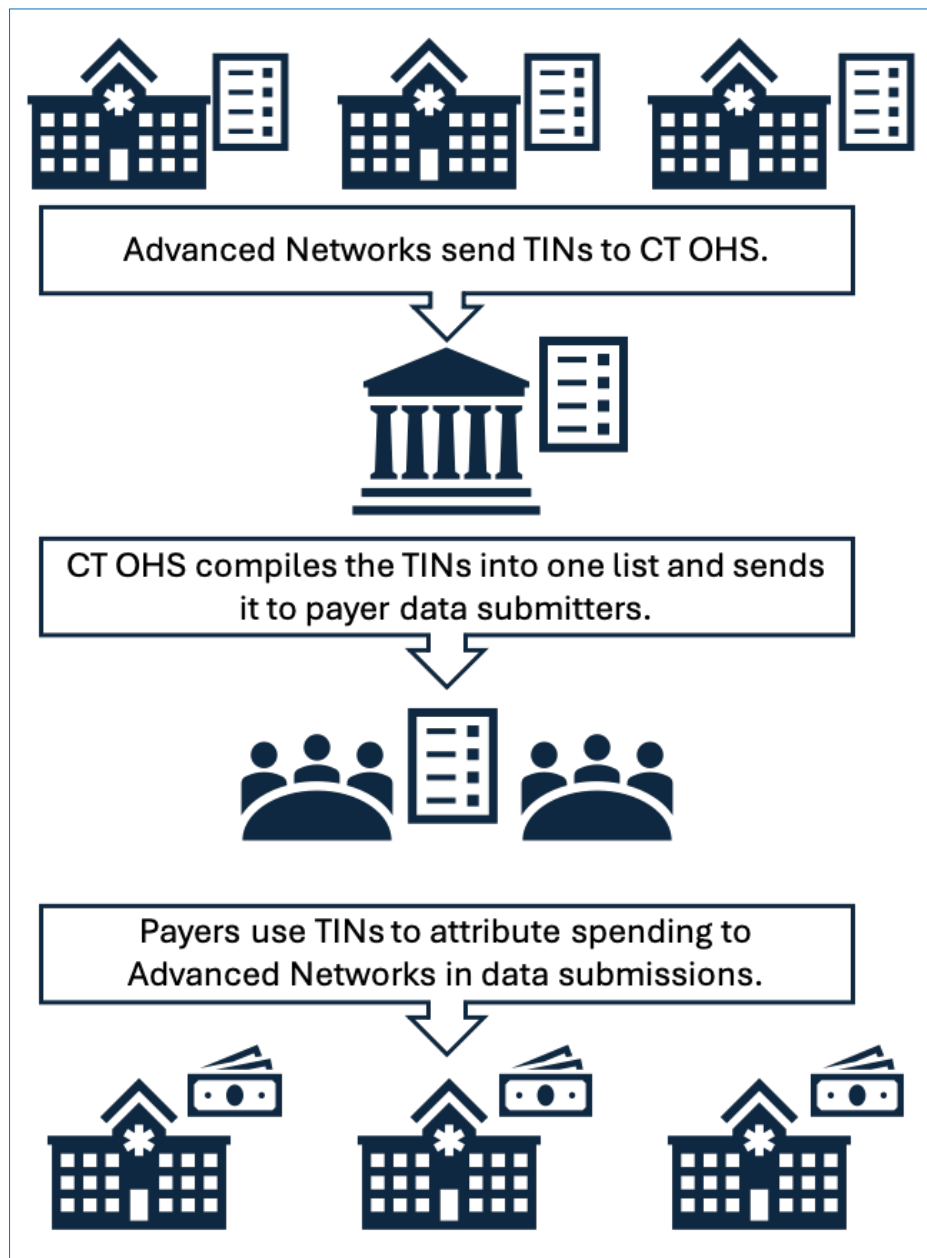 Advanced Networks send TINs to CT OHS.
CT OHS compiles the TINs into one list and sends
it to payer data submitters.
Payers use TINs to attribute spending to
Advanced Networks in data submissions.